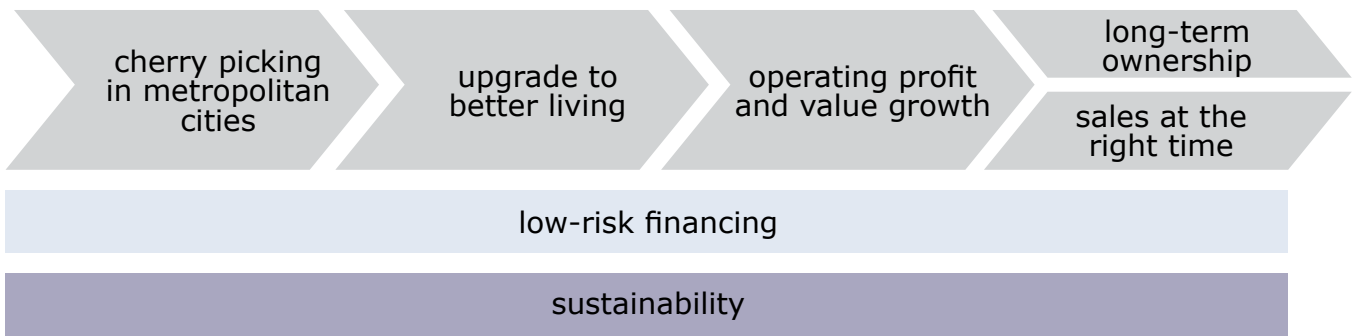 cherry picking
in metropolitan
cities
upgrade to
better living
operating profit
and value growth
long-term
ownership
sales at the
right time
low-risk financing
sustainability